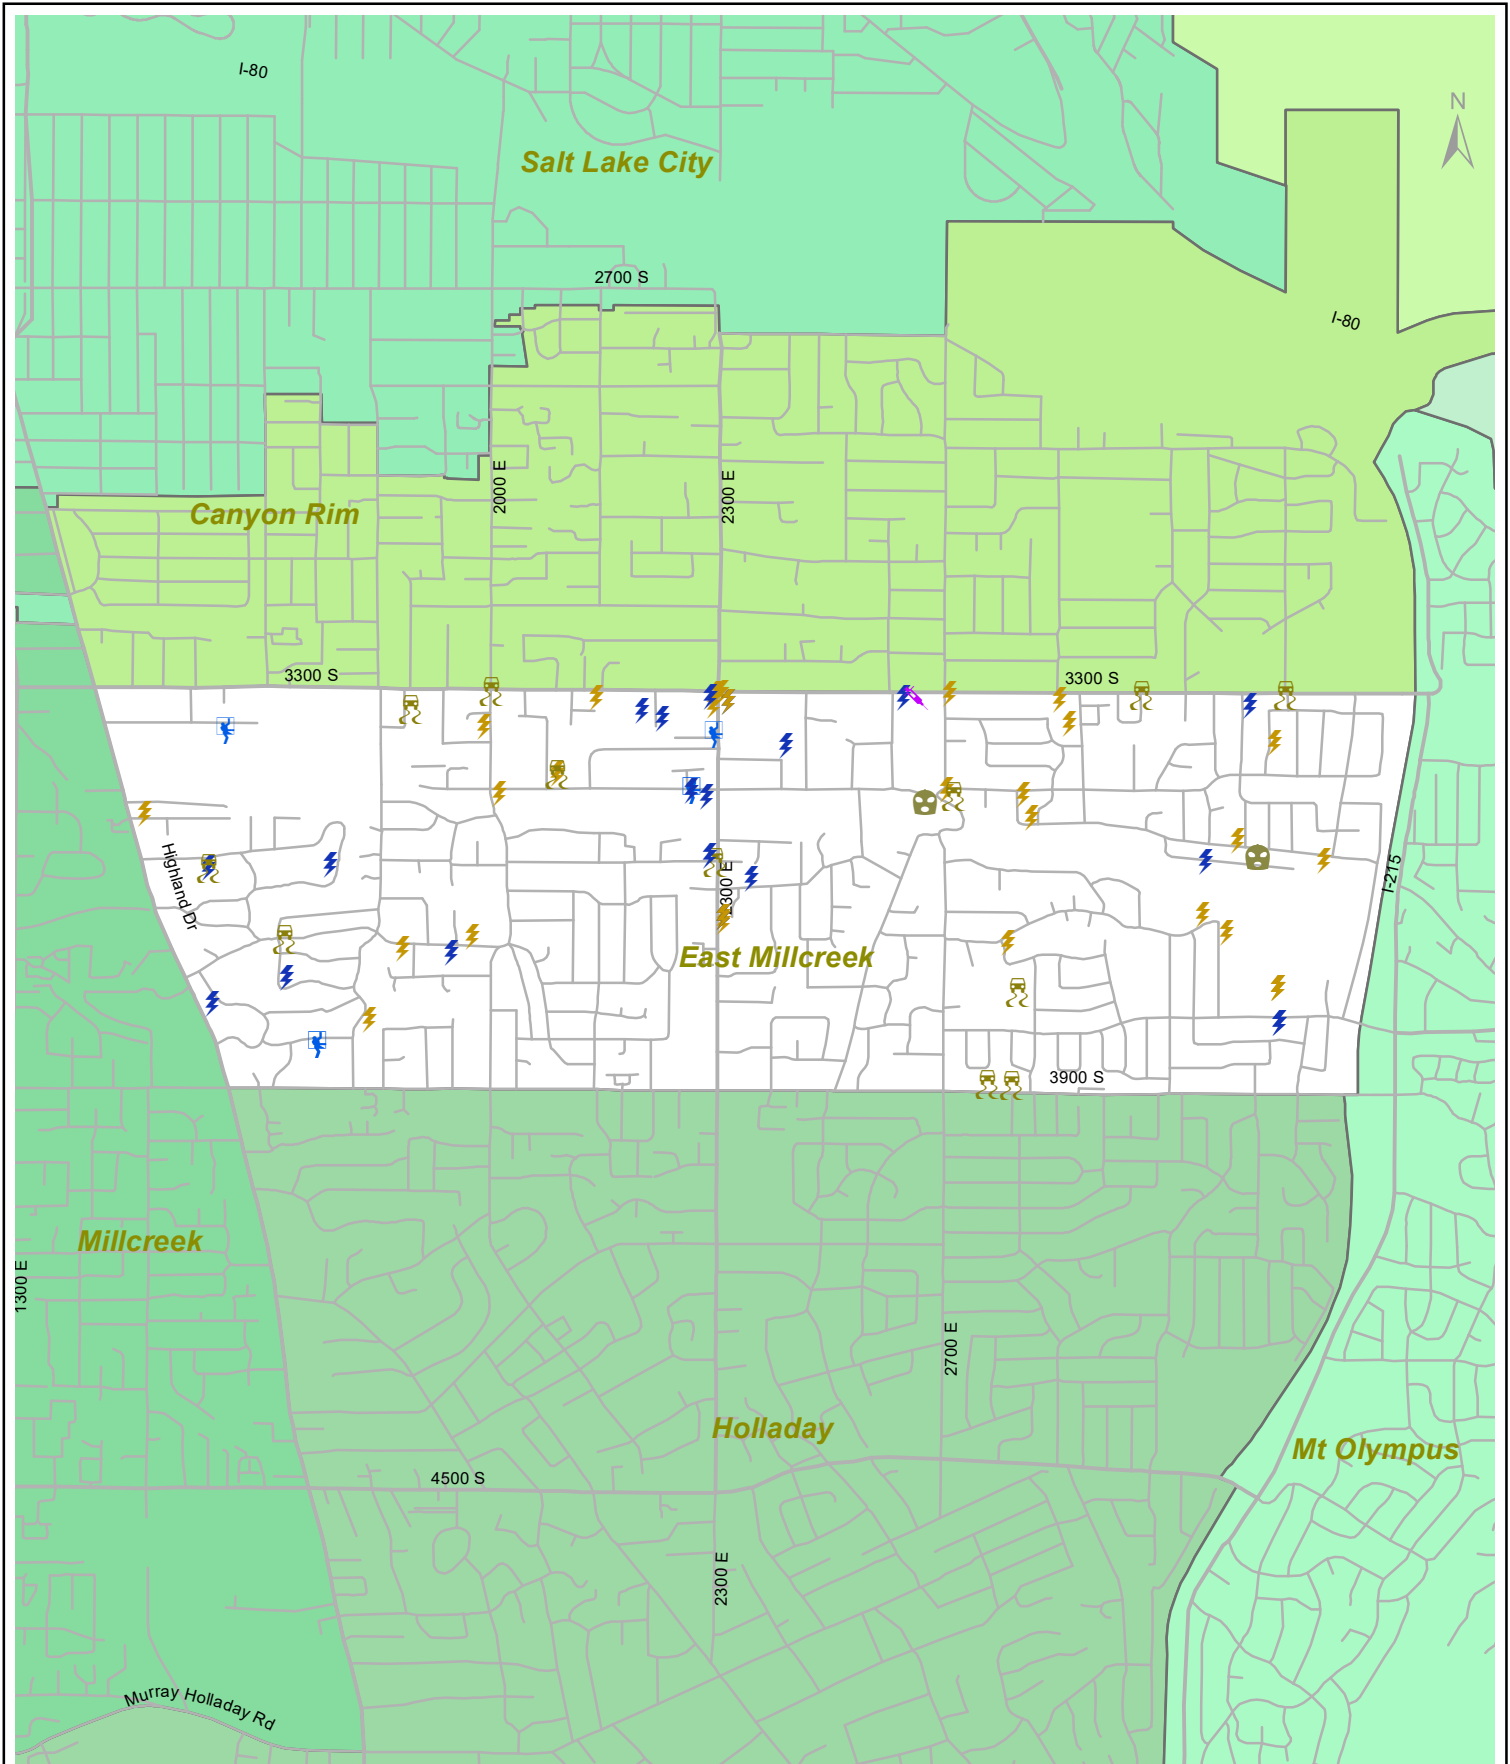 I-80
N
Salt Lake City
2700 S
I-80
2000 E
2300 E
Canyon Rim
3300 S
3300 S
Highland Dr
2300 E
I-215
East Millcreek
3900 S
Millcreek
1300 E
2700 E
Holladay
Mt Olympus
4500 S
2300 E
Murray Holladay Rd